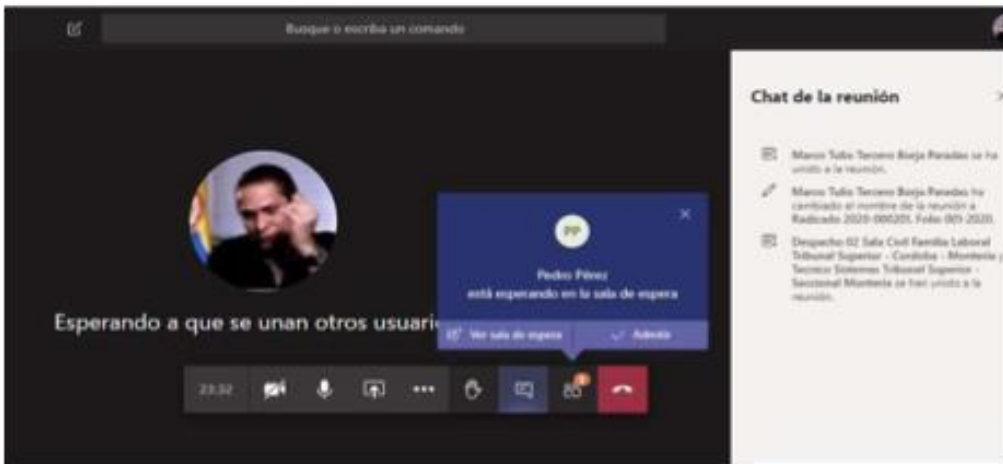 Busque o escriba un comando
Chat de la reunión
Marco Tulio Tercero Borja Paradas se ha
unido a la reunión.
Marco Tulio Tercero Borja Paradas ha
cambiado el nombre de la reunión a
Radicado 2020-000201. Folio 001-2020.
Despacho 02 Sala Civil Familia Laboral
Tribunal Superior - Cordoba - Monteria y
Tecnico Sistemas Tribunal Superior -
Seccional Monteria se han unido a la
reunión.
PP
Pedro Pérez
está esperando en la sala de espera
Ver sala de espera
Admitir
Esperando a que se unan otros
23:32